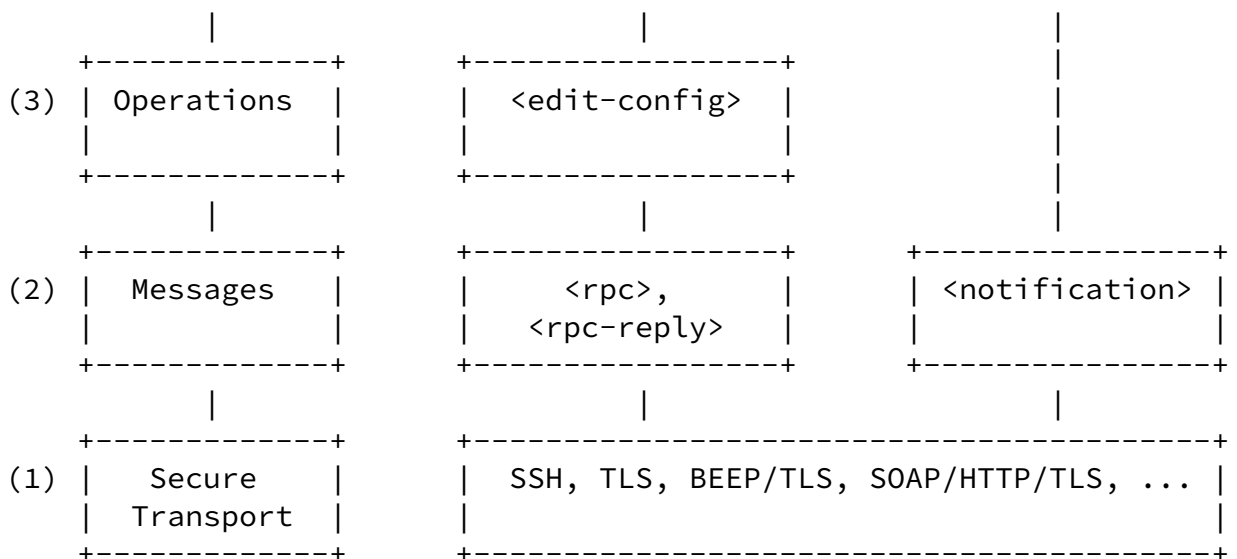 (3) Operations <edit-config>
(2) Messages <rpc>, <notification>
<rpc-reply>
(1) Secure SSH, TLS, BEEP/TLS, SOAP/HTTP/TLS, ...
Transport